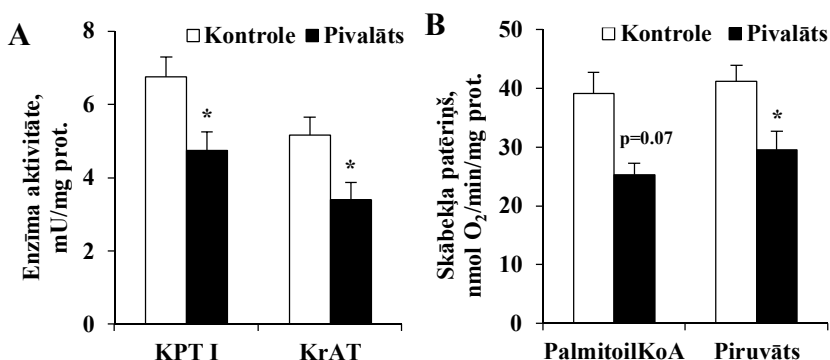 A
Enzīma aktivitāte,
mU/mg prot.
8
6
4
2
0
Kontrole
Pivalāts
*
*
KPT I
KrAT
B
Skābekļa patēriņš,
nmol O₂/min/mg prot.
50
40
30
20
10
0
Kontrole
Pivalāts
p=0.07
*
PalmitoilKoA
Piruvāts